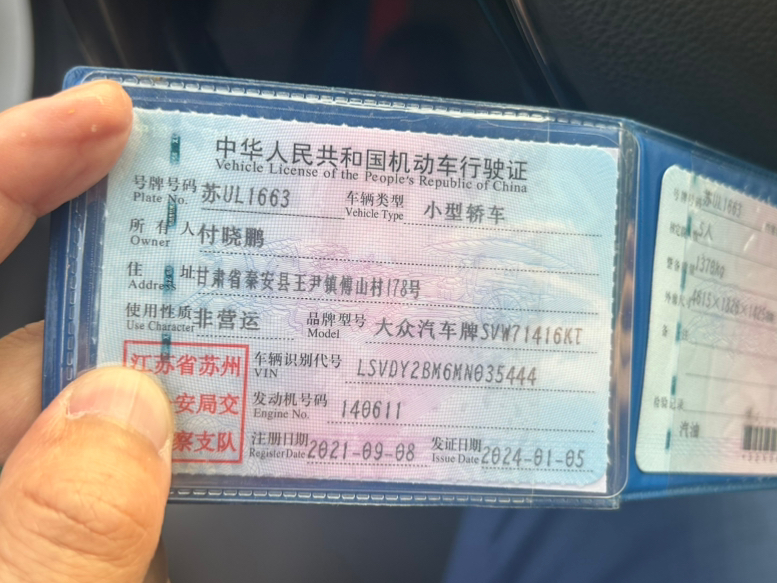 中华人民共和国机动车行驶证
Vehicle License of the People's Republic of China
号牌号码 苏UL1663 车辆类型 小型轿车
Plate No. Vehicle Type
所有人 付晓鹏
Owner
住址 甘肃省秦安县王尹镇傅山村178号
Address
使用性质 非营运 品牌型号 大众汽车牌SVW71416KT
Use Character Model
江苏省苏州 车辆识别代号 LSVDY2BM6MN035444
VIN
安局交 发动机号码 140611
Engine No.
察支队 注册日期 2021-09-08 发证日期 2024-01-05
Register Date Issue Date
苏UL1663
5人
1378kg
检验记录
汽油